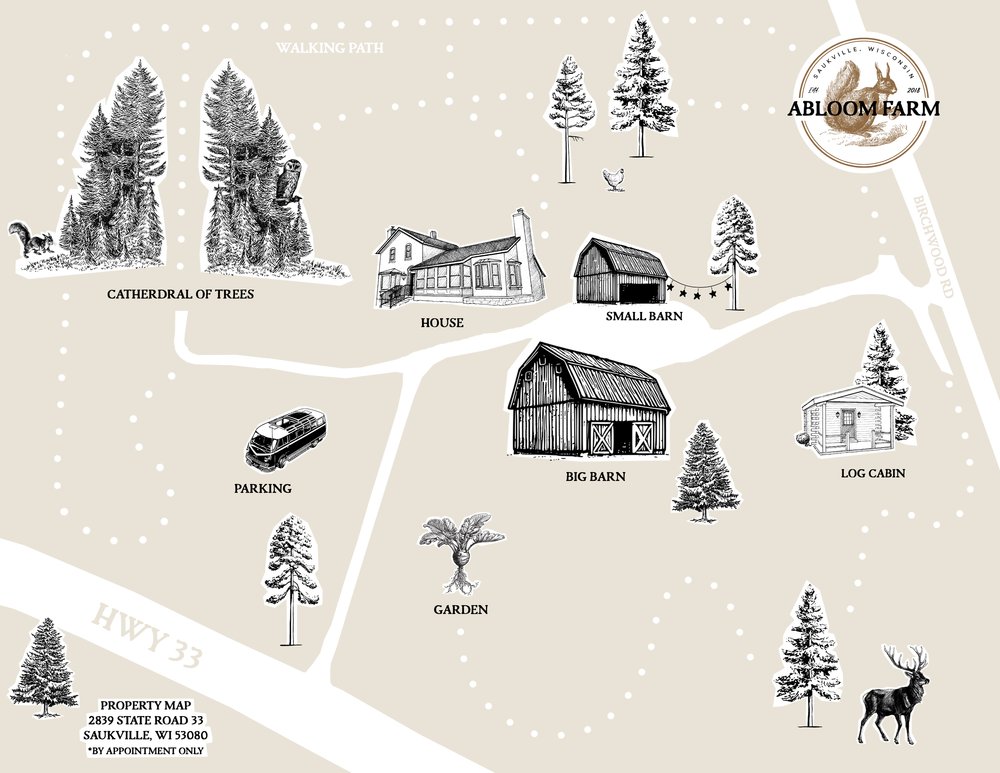 WALKING PATH
SAUKVILLE, WISCONSIN
EST. 2018
ABLOOM FARM
BIRCHWOOD RD
CATHERDRAL OF TREES
HOUSE
SMALL BARN
PARKING
BIG BARN
LOG CABIN
GARDEN
HWY 33
PROPERTY MAP
2839 STATE ROAD 33
SAUKVILLE, WI 53080
*BY APPOINTMENT ONLY